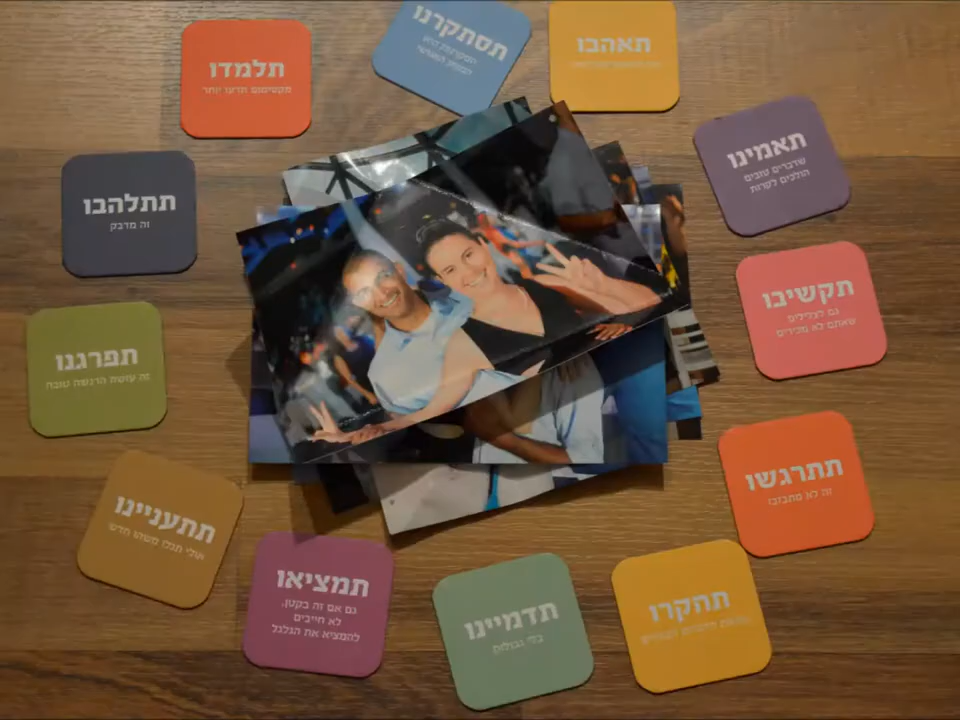 תלמדו
מקסימום תדעו יותר
תסתקרנו
תאהבו
תאמינו
שדברים טובים
הולכים לקרות
תקשיבו
גם לצלילים
שאתם לא מכירים
תתרגשו
זה לא מתבזבז
תחקרו
תדמיינו
בלי גבולות
תמציאו
גם אם זה בקטן,
לא חייבים
להמציא את הגלגל
תתעניינו
אולי תגלו משהו חדש
תפרגנו
זה עושה הרגשה טובה
תתלהבו
זה מדבק